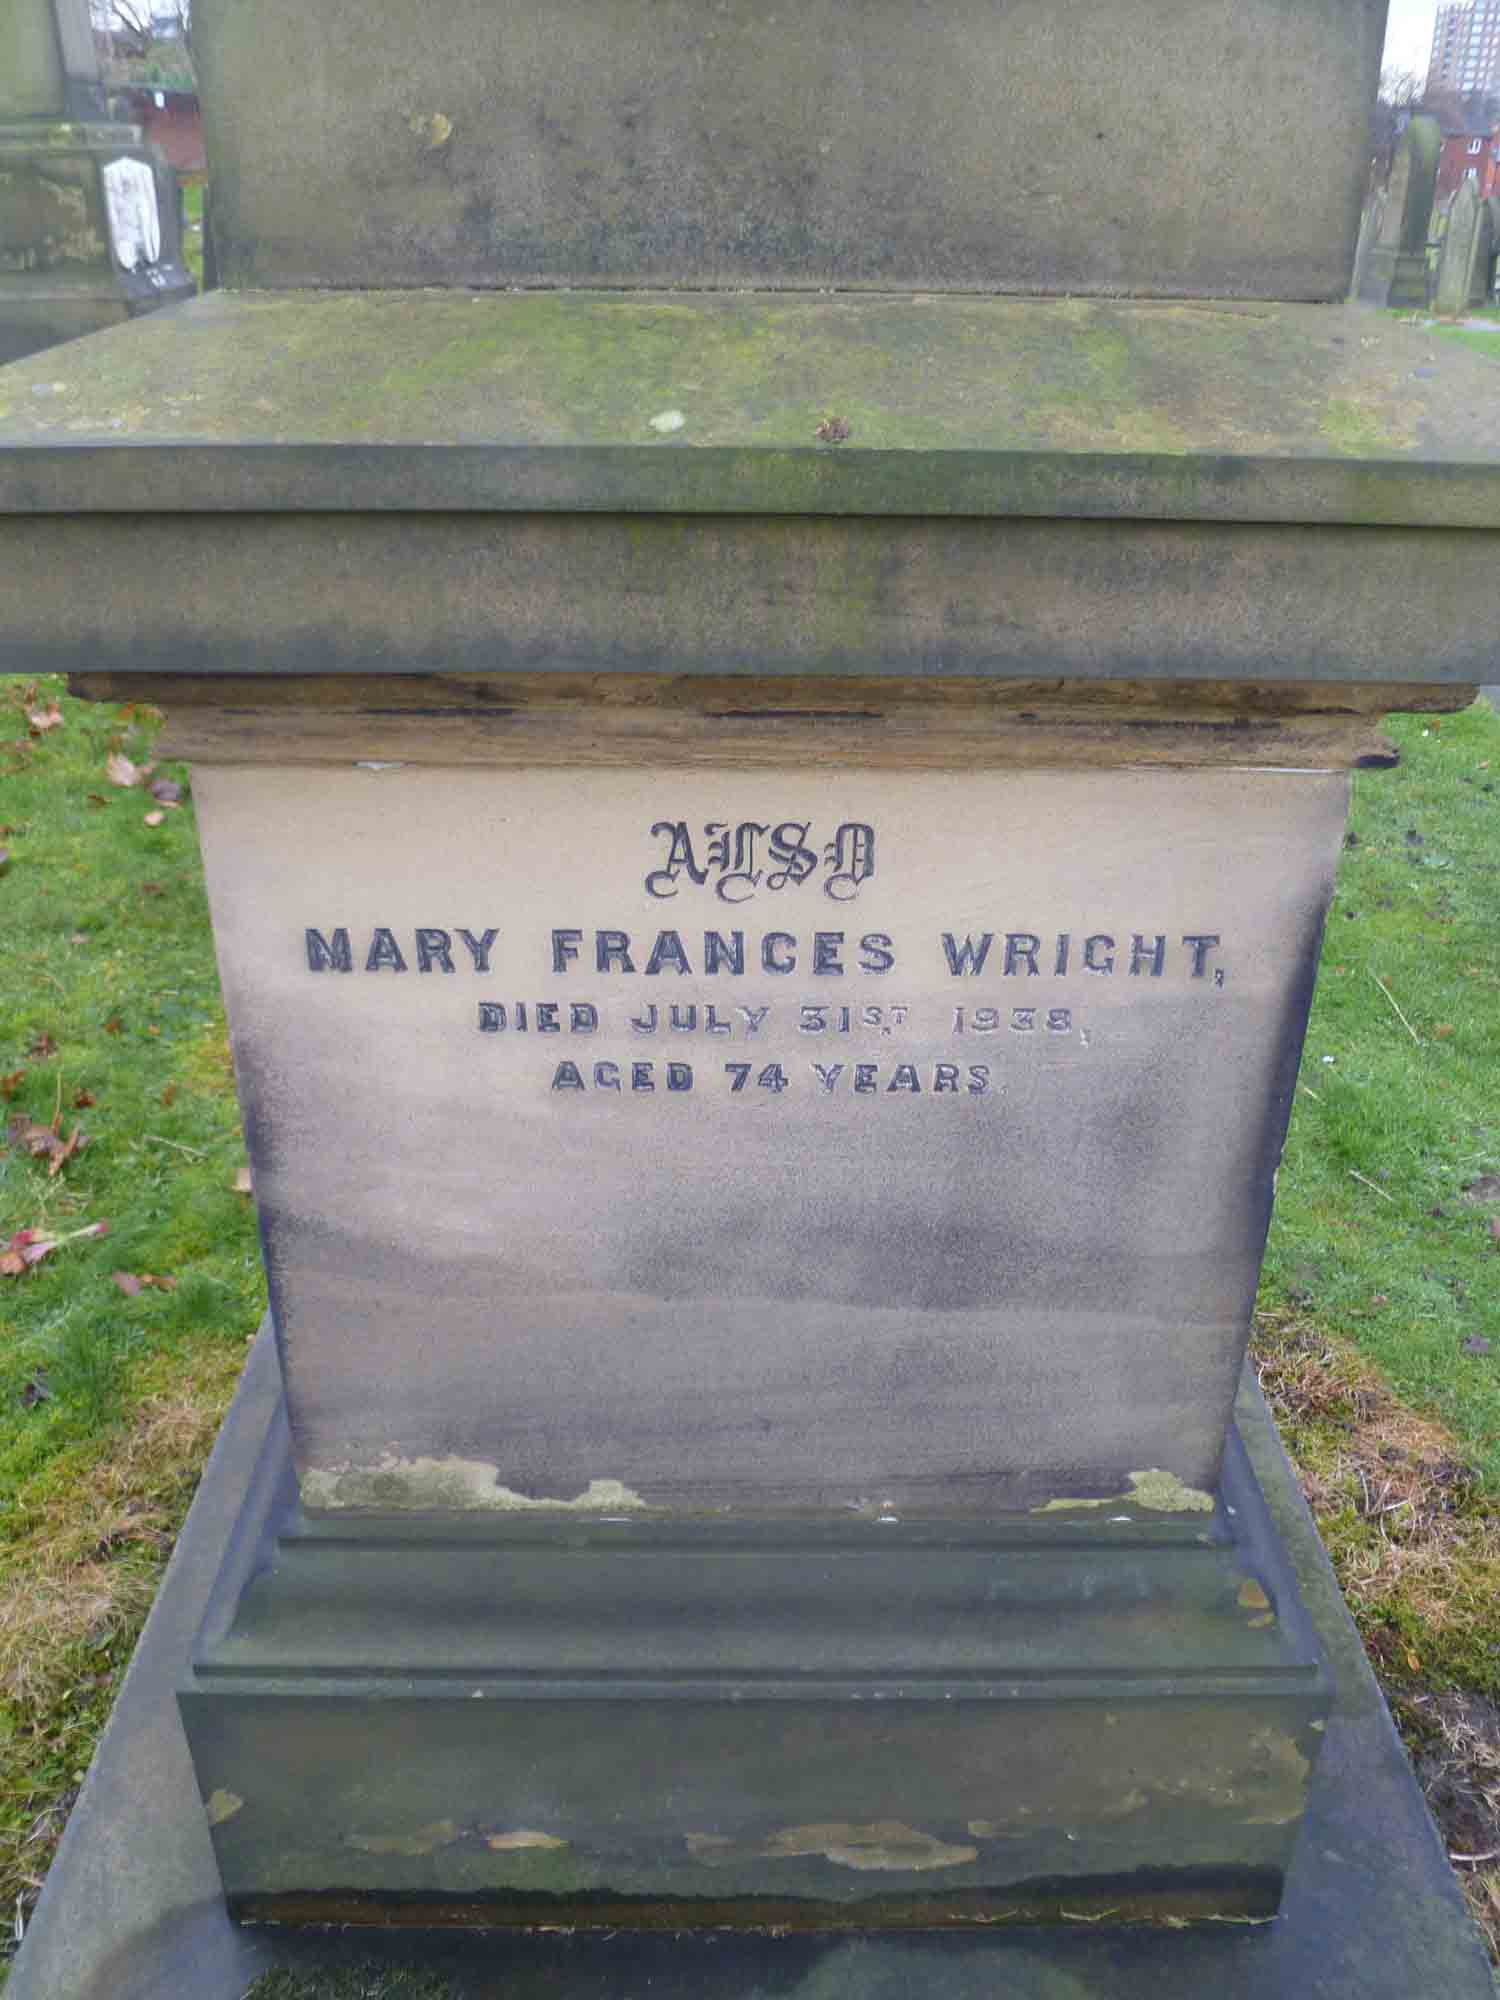 ALSO
MARY FRANCES WRIGHT,
DIED JULY 31ST 1938,
AGED 74 YEARS.